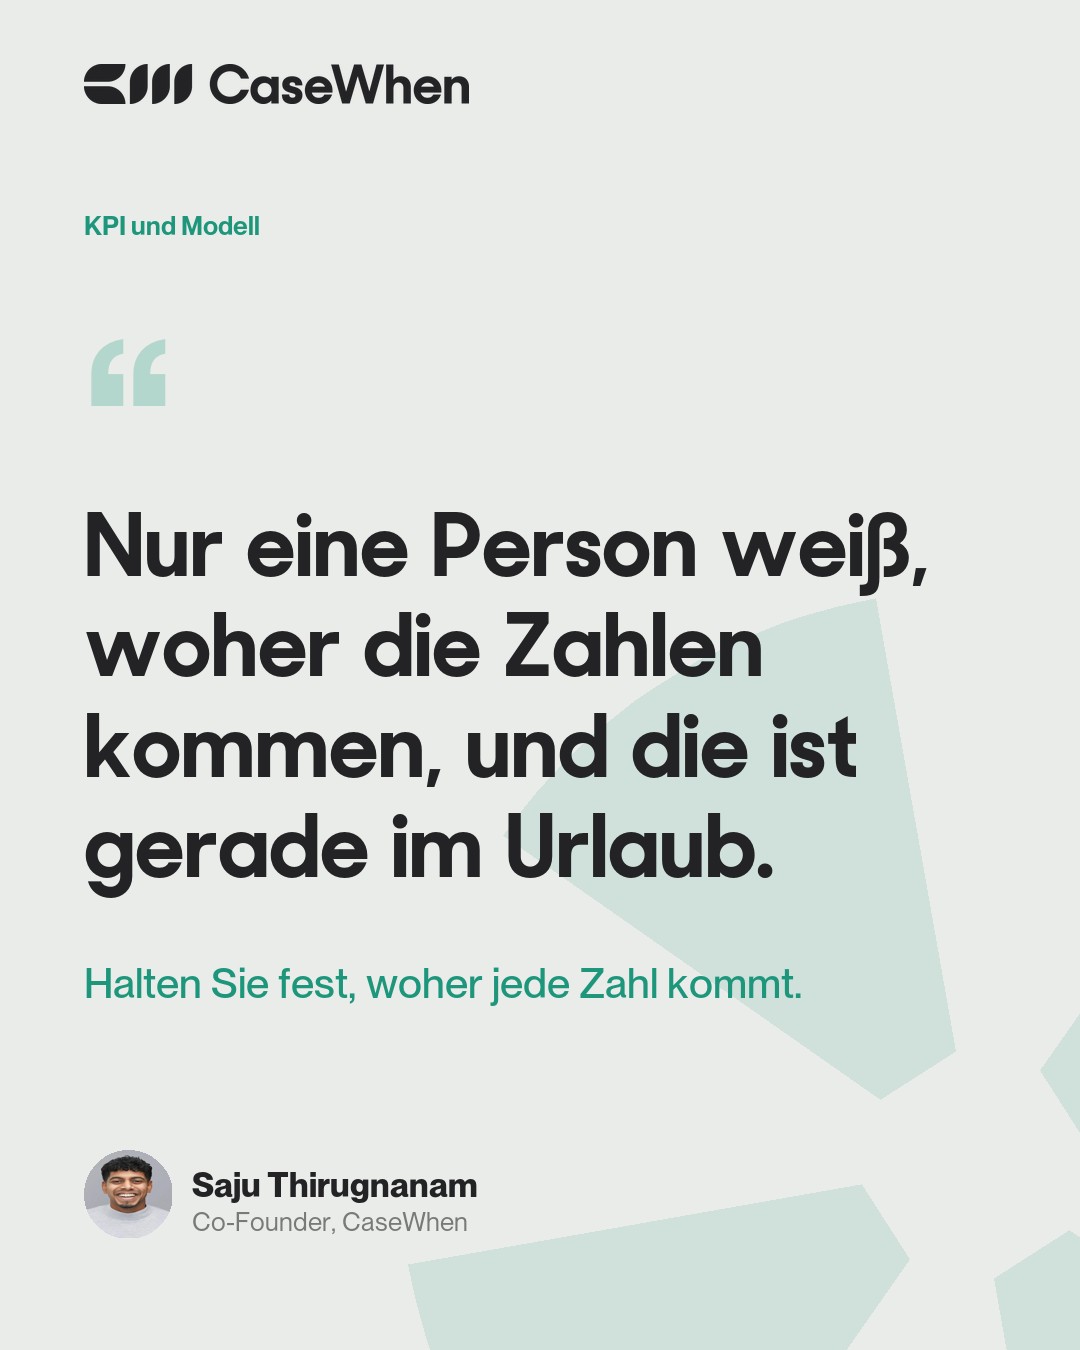 CaseWhen
KPI und Modell
“
Nur eine Person weiß,
woher die Zahlen
kommen, und die ist
gerade im Urlaub.
Halten Sie fest, woher jede Zahl kommt.
Saju Thirugnanam
Co-Founder, CaseWhen